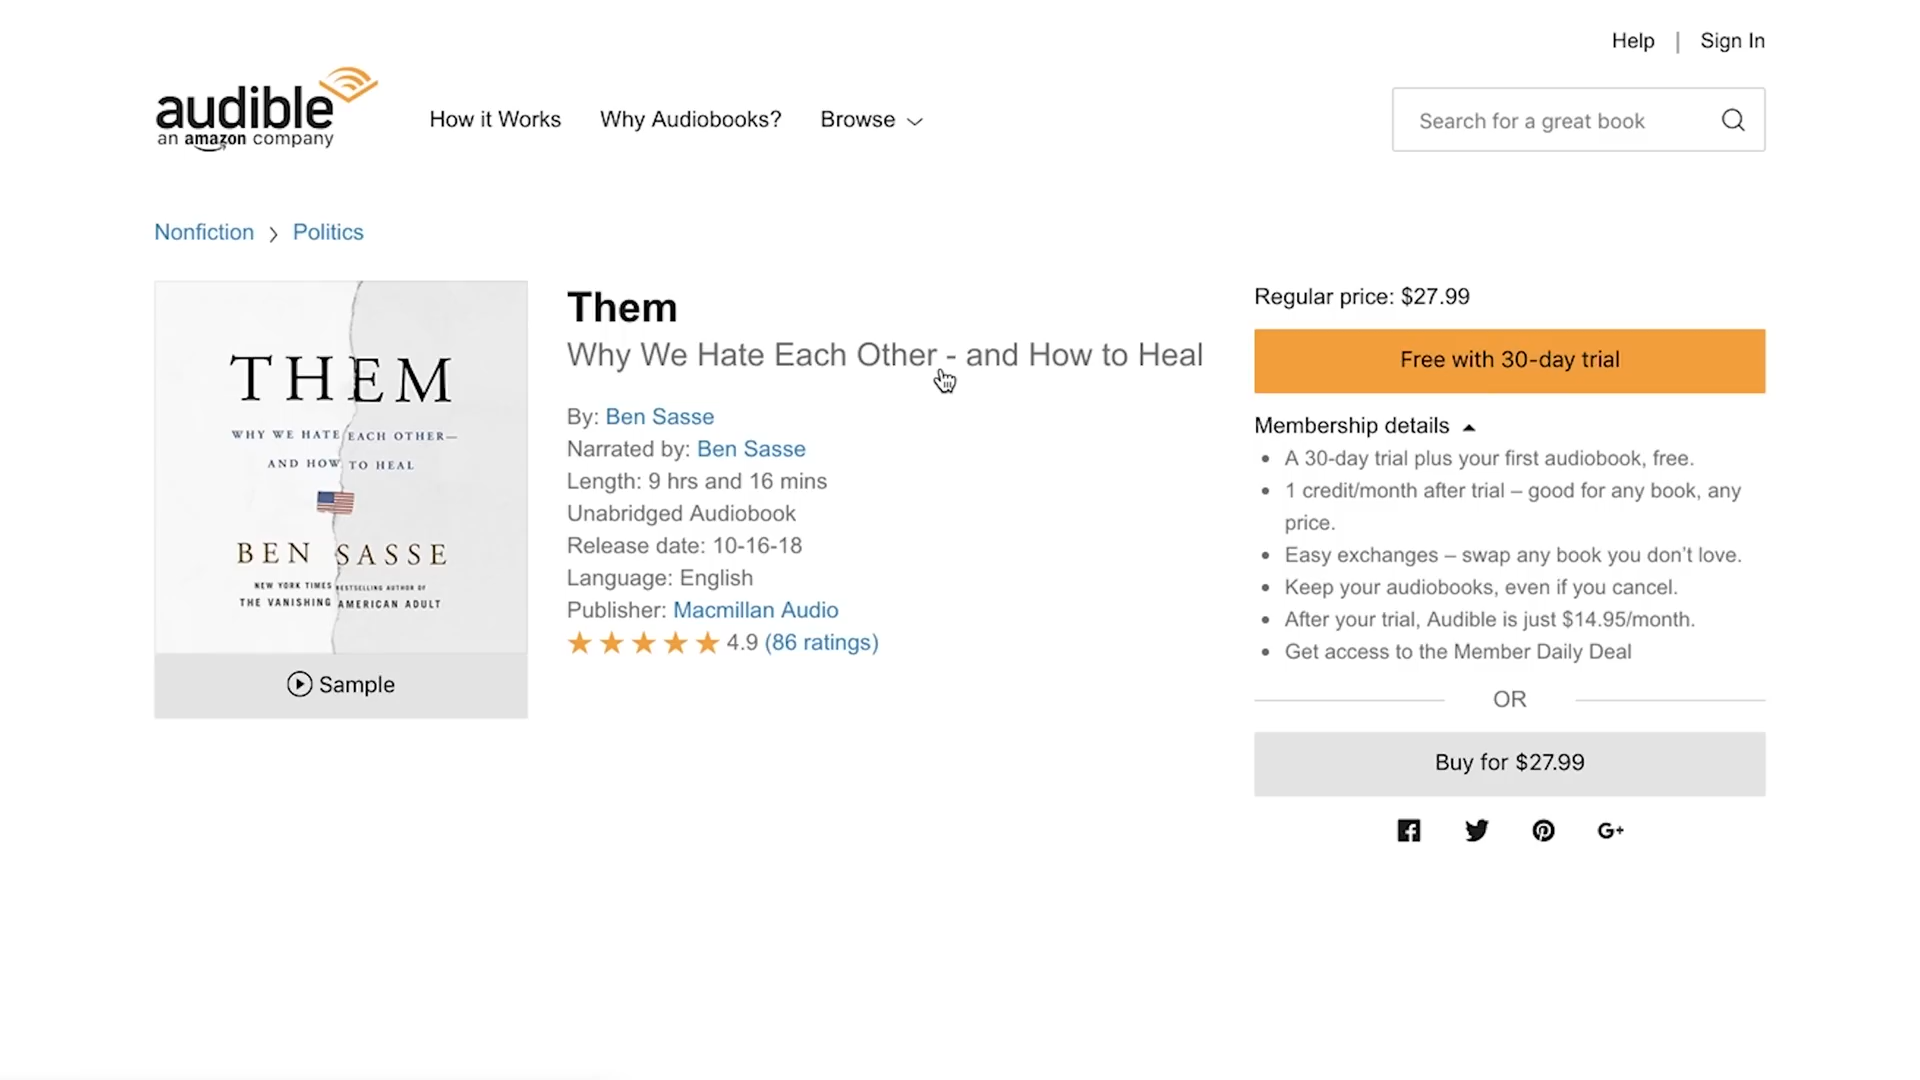 Help | Sign In
audible
an amazon company
How it Works
Why Audiobooks?
Browse
Search for a great book
Nonfiction > Politics
THEM
WHY WE HATE EACH OTHER—
AND HOW TO HEAL
BEN SASSE
NEW YORK TIMES BESTSELLING AUTHOR OF
THE VANISHING AMERICAN ADULT
Sample
Them
Why We Hate Each Other - and How to Heal
By: Ben Sasse
Narrated by: Ben Sasse
Length: 9 hrs and 16 mins
Unabridged Audiobook
Release date: 10-16-18
Language: English
Publisher: Macmillan Audio
4.9 (86 ratings)
Regular price: $27.99
Free with 30-day trial
Membership details
• A 30-day trial plus your first audiobook, free.
• 1 credit/month after trial – good for any book, any
price.
• Easy exchanges – swap any book you don’t love.
• Keep your audiobooks, even if you cancel.
• After your trial, Audible is just $14.95/month.
• Get access to the Member Daily Deal
OR
Buy for $27.99
G+